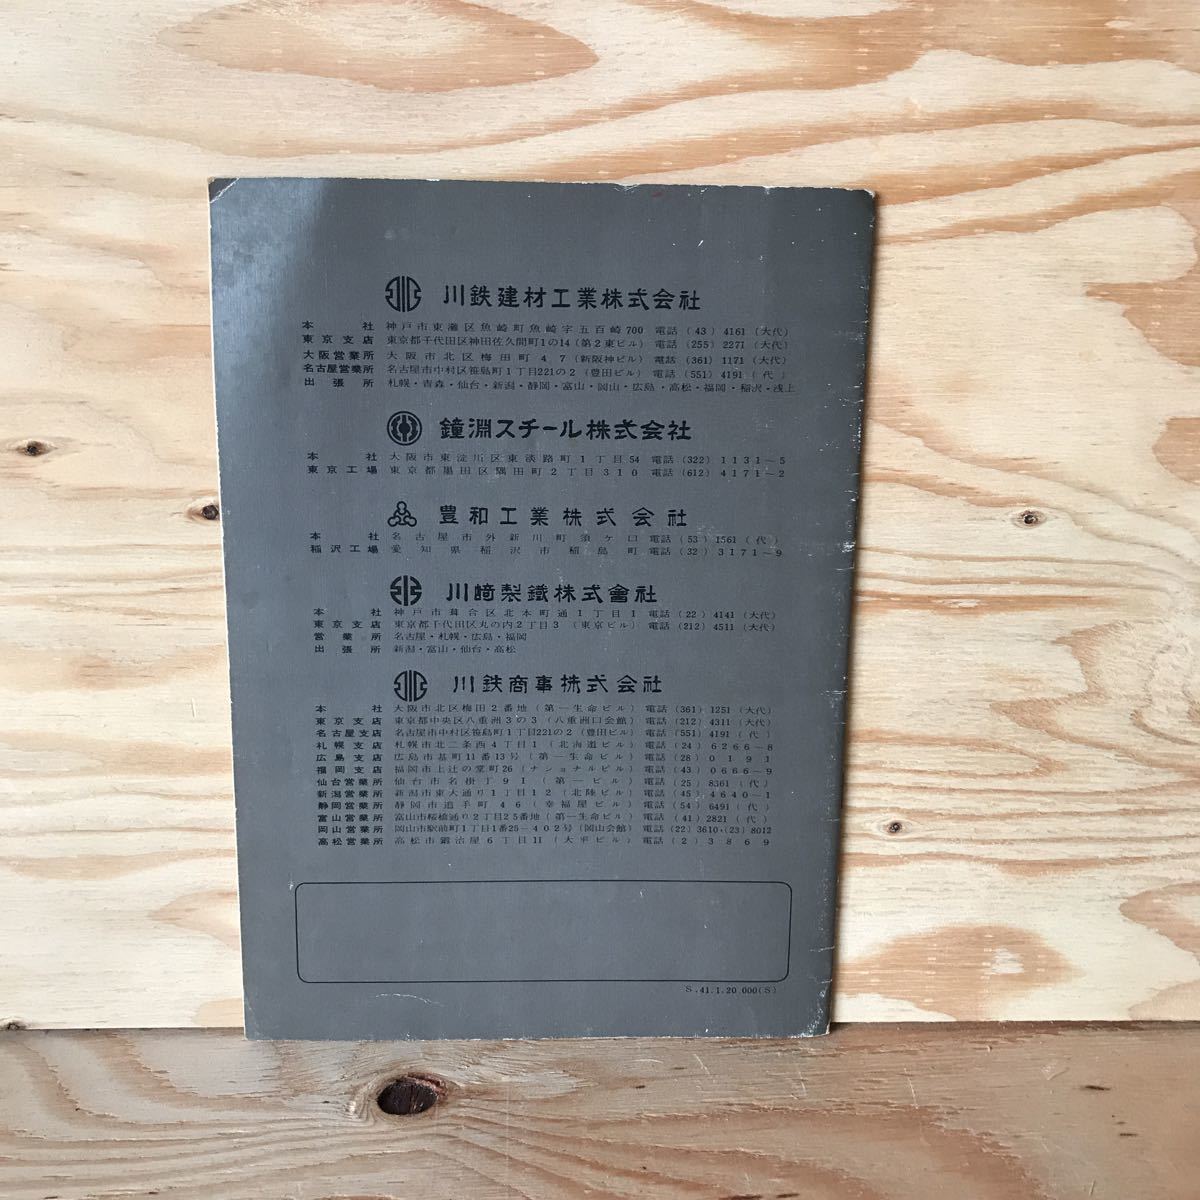 川鉄建材工業株式会社
本社 神戸市東灘区魚崎町魚崎字五百崎700 電話(43)4161(大代)
東京支店 東京都千代田区神田佐久間町1の14(第2東ビル) 電話(255)2271(大代)
大阪営業所 大阪市北区梅田町47(新阪神ビル) 電話(361)1171(大代)
名古屋営業所 名古屋市中村区笹島町1丁目221の2(豊田ビル) 電話(551)4191(代)
出張所 札幌・青森・仙台・新潟・静岡・富山・岡山・広島・高松・福岡・稲沢・浅上
鐘淵スチール株式会社
本社 大阪市東淀川区東淡路町1丁目54 電話(322)1131~5
東京工場 東京都墨田区隅田町2丁目310 電話(612)4171~2
豊和工業株式会社
本社 名古屋市外新川町須ヶ口 電話(53)1561(代)
稲沢工場 愛知県稲沢市稲島町 電話(32)3171~9
川崎製鐵株式會社
本社 神戸市葺合区北本町通1丁目1 電話(22)4141(大代)
東京支店 東京都千代田区丸の内2丁目3(東京ビル) 電話(212)4511(大代)
営業所 名古屋・札幌・広島・福岡
出張所 新潟・富山・仙台・高松
川鉄商事株式会社
本社 大阪市北区梅田2番地(第一生命ビル) 電話(361)1251(大代)
東京支店 東京都中央区八重洲3の3(八重洲口会館) 電話(212)4311(大代)
名古屋支店 名古屋市中村区笹島町1丁目221の2(豊田ビル) 電話(551)4191(代)
札幌支店 札幌市北二条西4丁目1(北海道ビル) 電話(24)6266~8
広島支店 広島市基町11番13号(第一生命ビル) 電話(28)0191
福岡支店 福岡市上辻の堂町26(ナショナルビル) 電話(43)0666~9
仙台営業所 仙台市名掛丁91(第一ビル) 電話(25)8361(代)
新潟営業所 新潟市東大通り1丁目12(北陸ビル) 電話(45)4640~1
静岡営業所 静岡市追手町46(幸福屋ビル) 電話(54)6491(代)
富山営業所 富山市桜橋通り2丁目25番地(第一生命ビル) 電話(41)2821(代)
岡山営業所 岡山市駅前町1丁目1番25-402号(岡山会館) 電話(22)3610・(23)8012
高松営業所 高松市鍛治屋6丁目11(大平ビル) 電話(2)3869
S.41.1.20.000(S)